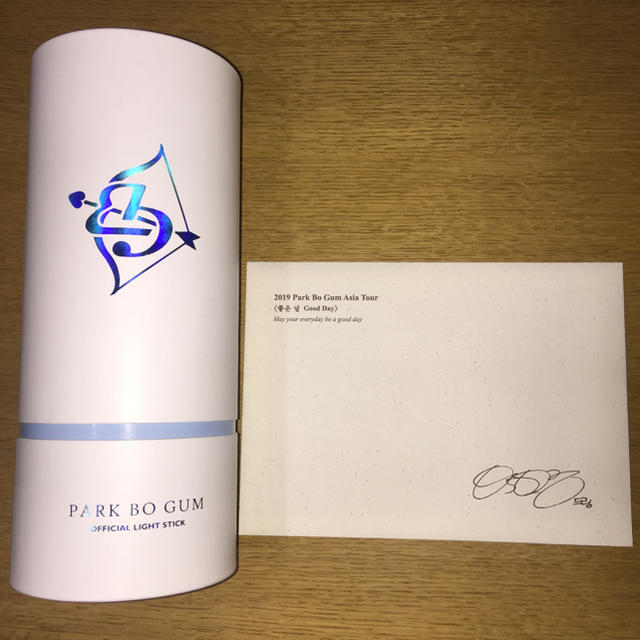 PARK BO GUM
OFFICIAL LIGHT STICK
2019 Park Bo Gum Asia Tour
〈좋은 날 Good Day〉
May your everyday be a good day